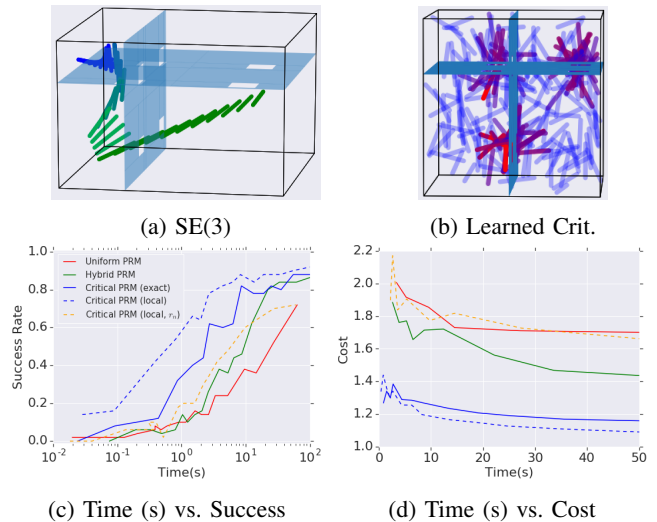 (a) SE(3)
(b) Learned Crit.
1.0
0.8
0.6
0.4
0.2
0.0
Success Rate
Uniform PRM
Hybrid PRM
Critical PRM (exact)
Critical PRM (local)
Critical PRM (local, rₙ)
10⁻² 10⁻¹ 10⁰ 10¹ 10²
Time(s)
2.2
2.0
1.8
1.6
1.4
1.2
1.0
Cost
0 10 20 30 40 50
Time(s)
(c) Time (s) vs. Success
(d) Time (s) vs. Cost